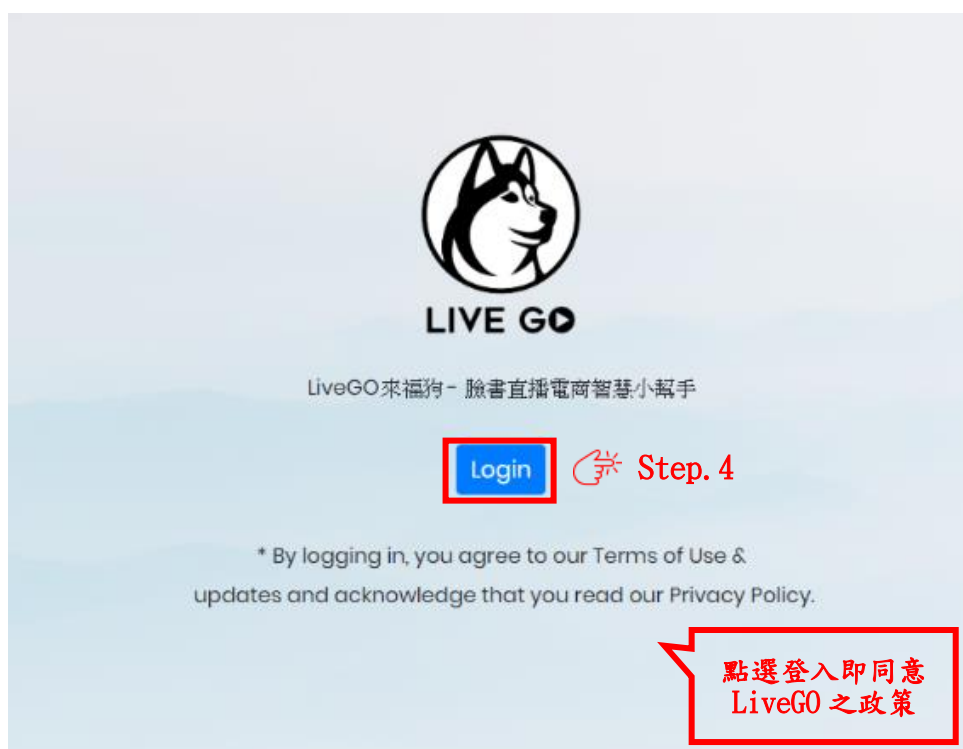 LIVE GO
LiveGO來福狗- 臉書直播電商智慧小幫手
Login
Step.4
* By logging in, you agree to our Terms of Use &
updates and acknowledge that you read our Privacy Policy.
點選登入即同意
LiveGO之政策